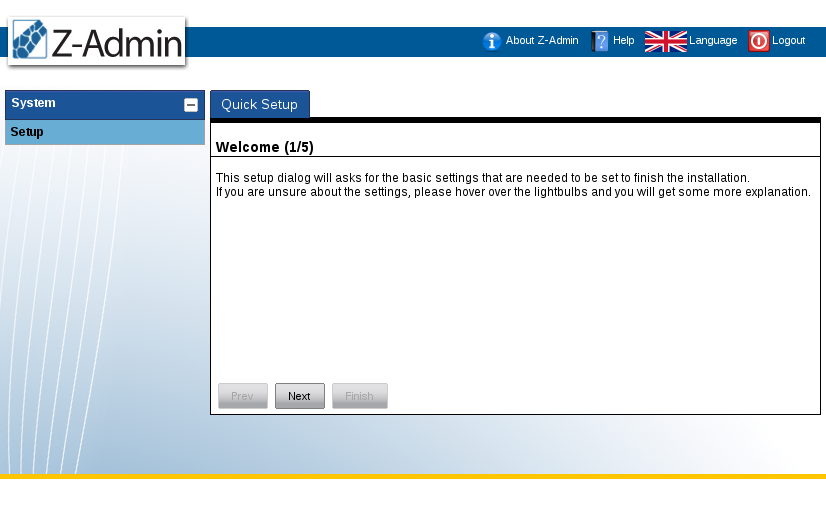 Z-Admin
About Z-Admin
Help
Language
Logout
System
Setup
Quick Setup
Welcome (1/5)
This setup dialog will asks for the basic settings that are needed to be set to finish the installation.
If you are unsure about the settings, please hover over the lightbulbs and you will get some more explanation.
Prev
Next
Finish